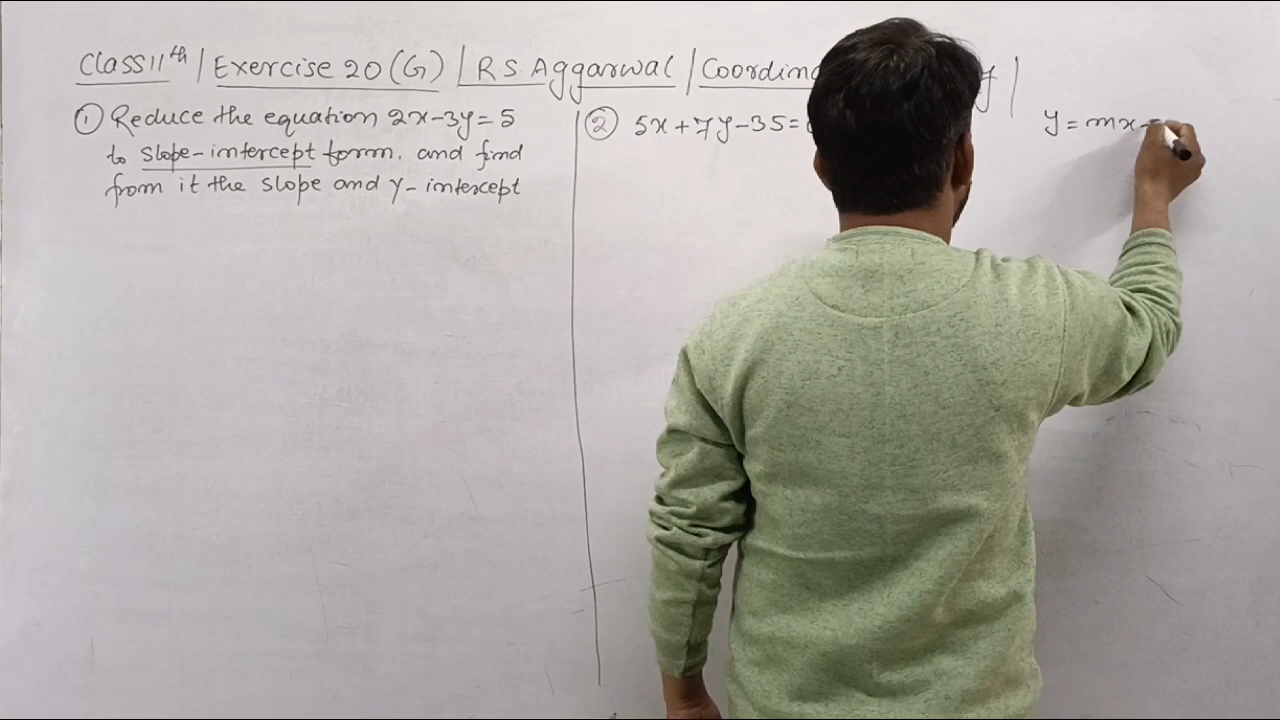 Class 11th | Exercise 20 (G) | R.S. Aggarwal |
① Reduce the equation 2x-3y=5
to slope-intercept form. and find
from it the slope and y-intercept
② 5x+7y-35=
y = mx